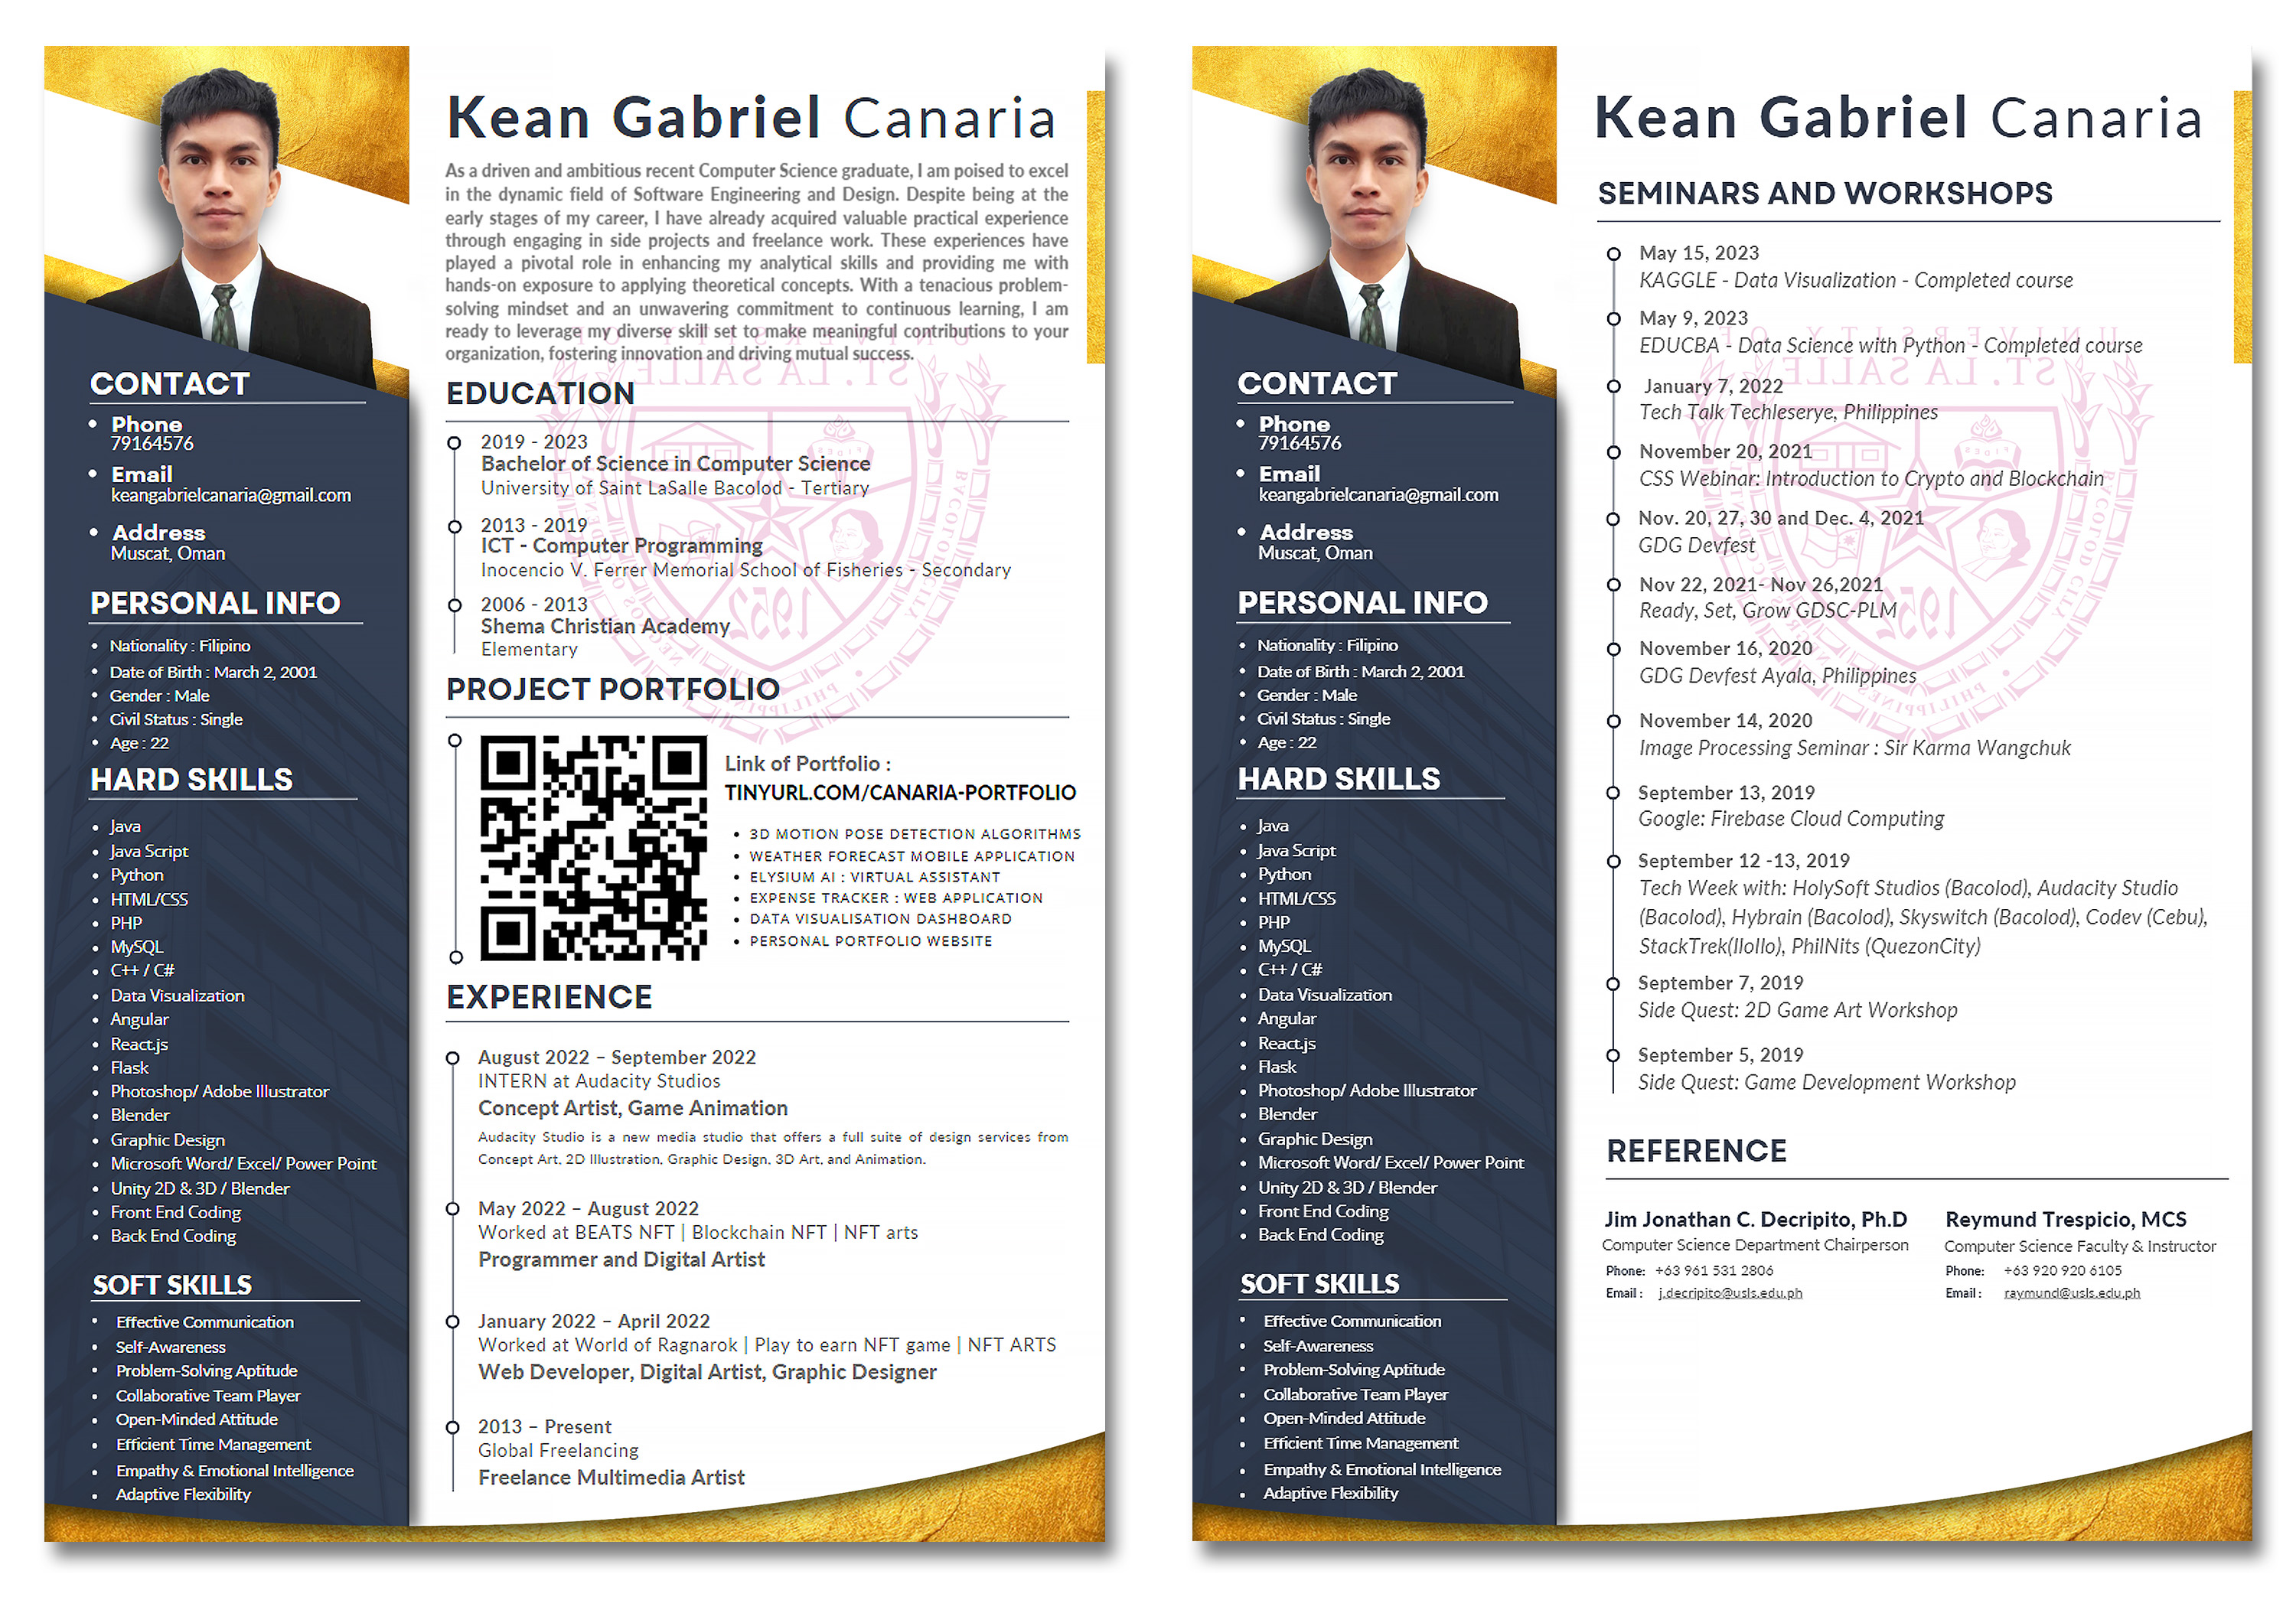 Kean Gabriel Canaria
As a driven and ambitious recent Computer Science graduate, I am poised to excel
in the dynamic field of Software Engineering and Design. Despite being at the
early stages of my career, I have already acquired valuable practical experience
through engaging in side projects and freelance work. These experiences have
played a pivotal role in enhancing my analytical skills and providing me with
hands-on exposure to applying theoretical concepts. With a tenacious problem-
solving mindset and an unwavering commitment to continuous learning, I am
ready to leverage my diverse skill set to make meaningful contributions to your
organization, fostering innovation and driving mutual success.
CONTACT
Phone
79164576
Email
keangabrielcanaria@gmail.com
Address
Muscat, Oman
PERSONAL INFO
Nationality : Filipino
Date of Birth : March 2, 2001
Gender : Male
Civil Status : Single
Age : 22
HARD SKILLS
Java
Java Script
Python
HTML/CSS
PHP
MySQL
C++ / C#
Data Visualization
Angular
React.js
Flask
Photoshop/ Adobe Illustrator
Blender
Graphic Design
Microsoft Word/ Excel/ Power Point
Unity 2D & 3D / Blender
Front End Coding
Back End Coding
SOFT SKILLS
Effective Communication
Self-Awareness
Problem-Solving Aptitude
Collaborative Team Player
Open-Minded Attitude
Efficient Time Management
Empathy & Emotional Intelligence
Adaptive Flexibility
EDUCATION
2019 - 2023
Bachelor of Science in Computer Science
University of Saint LaSalle Bacolod - Tertiary
2013 - 2019
ICT - Computer Programming
Inocencio V. Ferrer Memorial School of Fisheries - Secondary
2006 - 2013
Shema Christian Academy
Elementary
UNIVERSITY OF
ST. LA SALLE
1952
PROJECT PORTFOLIO
Link of Portfolio :
TINYURL.COM/CANARIA-PORTFOLIO
3D MOTION POSE DETECTION ALGORITHMS
WEATHER FORECAST MOBILE APPLICATION
ELYSIUM AI : VIRTUAL ASSISTANT
EXPENSE TRACKER : WEB APPLICATION
DATA VISUALISATION DASHBOARD
PERSONAL PORTFOLIO WEBSITE
EXPERIENCE
August 2022 – September 2022
INTERN at Audacity Studios
Concept Artist, Game Animation
Audacity Studio is a new media studio that offers a full suite of design services from
Concept Art, 2D Illustration, Graphic Design, 3D Art, and Animation.
May 2022 – August 2022
Worked at BEATS NFT | Blockchain NFT | NFT arts
Programmer and Digital Artist
January 2022 – April 2022
Worked at World of Ragnarok | Play to earn NFT game | NFT ARTS
Web Developer, Digital Artist, Graphic Designer
2013 – Present
Global Freelancing
Freelance Multimedia Artist
Kean Gabriel Canaria
CONTACT
Phone
79164576
Email
keangabrielcanaria@gmail.com
Address
Muscat, Oman
PERSONAL INFO
Nationality : Filipino
Date of Birth : March 2, 2001
Gender : Male
Civil Status : Single
Age : 22
HARD SKILLS
Java
Java Script
Python
HTML/CSS
PHP
MySQL
C++ / C#
Data Visualization
Angular
React.js
Flask
Photoshop/ Adobe Illustrator
Blender
Graphic Design
Microsoft Word/ Excel/ Power Point
Unity 2D & 3D / Blender
Front End Coding
Back End Coding
SOFT SKILLS
Effective Communication
Self-Awareness
Problem-Solving Aptitude
Collaborative Team Player
Open-Minded Attitude
Efficient Time Management
Empathy & Emotional Intelligence
Adaptive Flexibility
SEMINARS AND WORKSHOPS
May 15, 2023
KAGGLE - Data Visualization - Completed course
May 9, 2023
EDUCBA - Data Science with Python - Completed course
January 7, 2022
Tech Talk Techleserye, Philippines
November 20, 2021
CSS Webinar: Introduction to Crypto and Blockchain
Nov. 20, 27, 30 and Dec. 4, 2021
GDG Devfest
Nov 22, 2021- Nov 26,2021
Ready, Set, Grow GDSC-PLM
November 16, 2020
GDG Devfest Ayala, Philippines
November 14, 2020
Image Processing Seminar : Sir Karma Wangchuk
September 13, 2019
Google: Firebase Cloud Computing
September 12 -13, 2019
Tech Week with: HolySoft Studios (Bacolod), Audacity Studio
(Bacolod), Hybrain (Bacolod), Skyswitch (Bacolod), Codev (Cebu),
StackTrek(IloIlo), PhilNits (QuezonCity)
September 7, 2019
Side Quest: 2D Game Art Workshop
September 5, 2019
Side Quest: Game Development Workshop
UNIVERSITY OF
ST. LA SALLE
1952
REFERENCE
Jim Jonathan C. Decripito, Ph.D
Computer Science Department Chairperson
Phone: +63 961 531 2806
Email : j.decripito@usls.edu.ph
Reymund Trespicio, MCS
Computer Science Faculty & Instructor
Phone: +63 920 920 6105
Email : raymund@usls.edu.ph